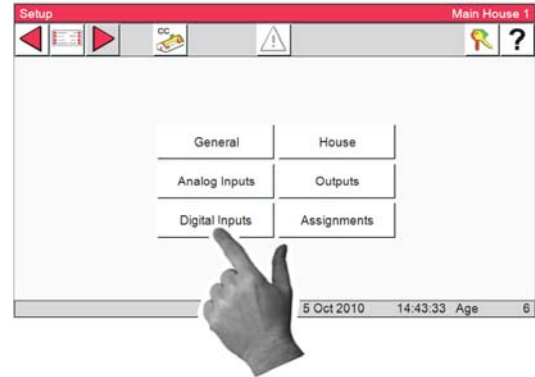 Setup Main House 1
CC ?
General House
Analog Inputs Outputs
Digital Inputs Assignments
5 Oct 2010 14:43:33 Age 6